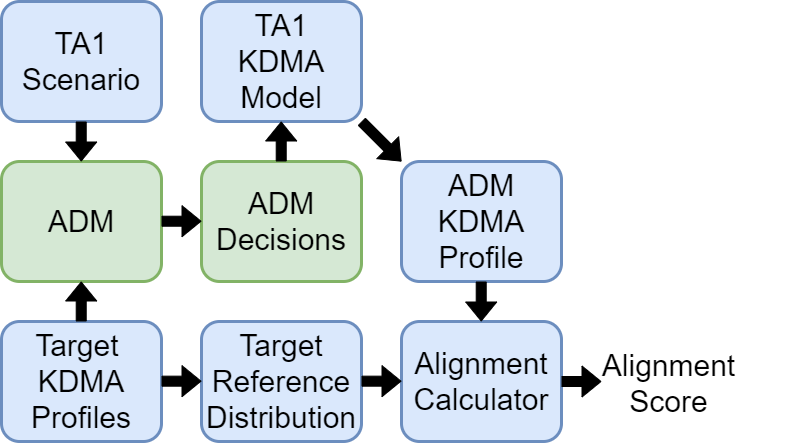 TA1
Scenario
TA1
KDMA
Model
ADM
ADM
Decisions
ADM
KDMA
Profile
Target
KDMA
Profiles
Target
Reference
Distribution
Alignment
Calculator
Alignment
Score